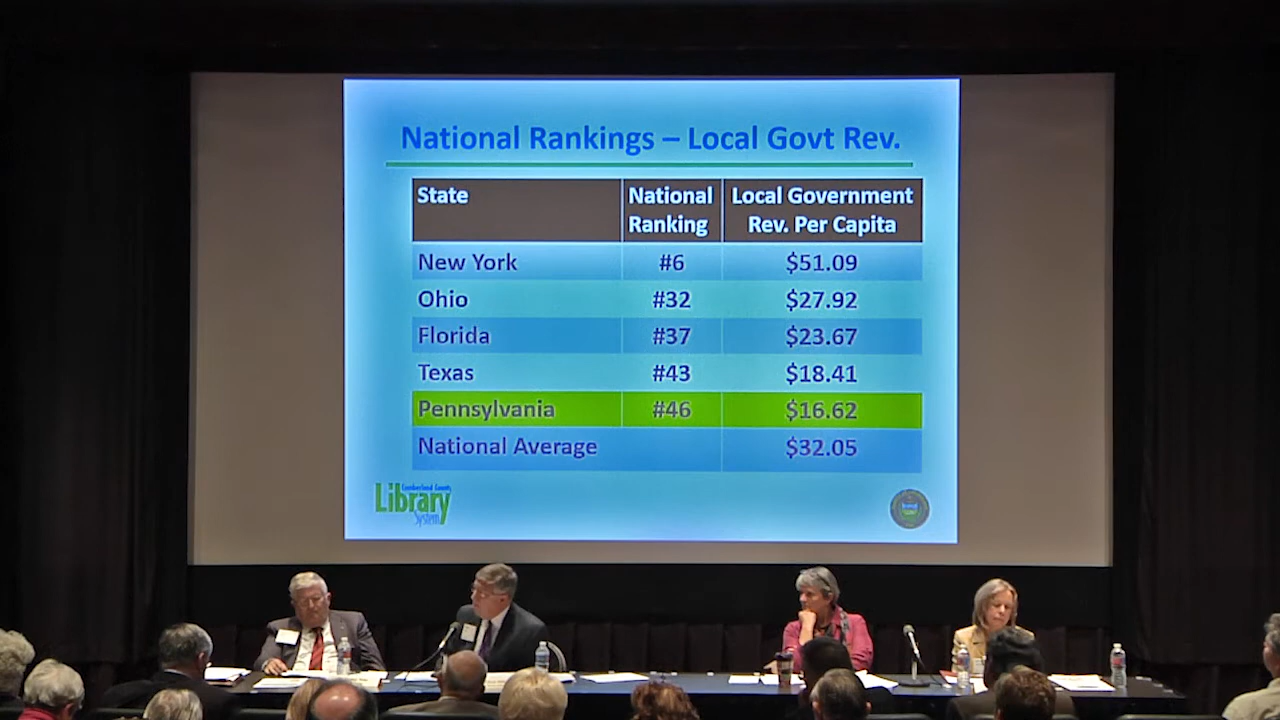 National Rankings – Local Govt Rev.
State National Ranking Local Government Rev. Per Capita
New York #6 $51.09
Ohio #32 $27.92
Florida #37 $23.67
Texas #43 $18.41
Pennsylvania #46 $16.62
National Average $32.05
Cumberland County
Library
System